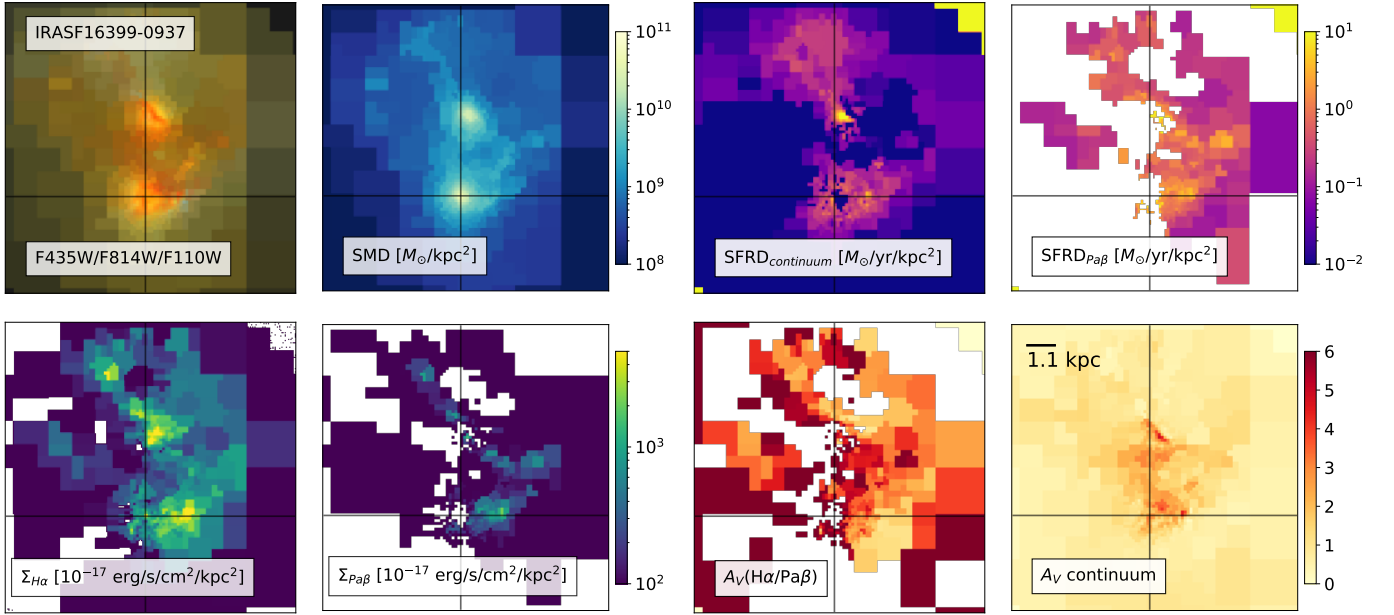 IRASF16399-0937
F435W/F814W/F110W
SMD [M⊙/kpc²]
10¹¹
10¹⁰
10⁹
10⁸
SFRD_continuum [M⊙/yr/kpc²]
SFRD_Paβ [M⊙/yr/kpc²]
10¹
10⁰
10⁻¹
10⁻²
Σ_Hα [10⁻¹⁷ erg/s/cm²/kpc²]
Σ_Paβ [10⁻¹⁷ erg/s/cm²/kpc²]
10³
10²
A_V(Hα/Paβ)
1.1 kpc
A_V continuum
6
5
4
3
2
1
0